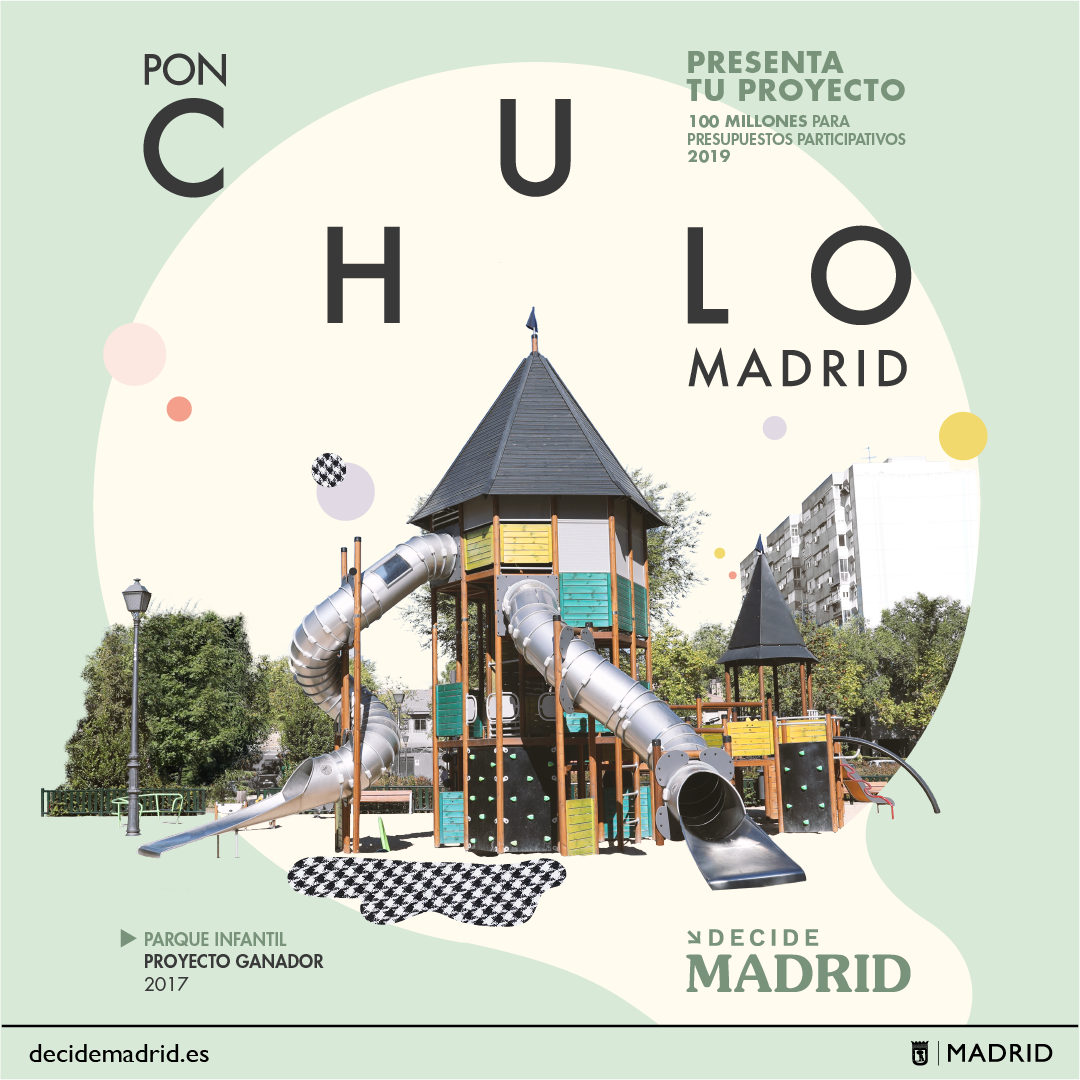 PON
CHULO
MADRID
PRESENTA
TU PROYECTO
100 MILLONES PARA
PRESUPUESTOS PARTICIPATIVOS
2019
PARQUE INFANTIL
PROYECTO GANADOR
2017
DECIDE
MADRID
decidemadrid.es
MADRID